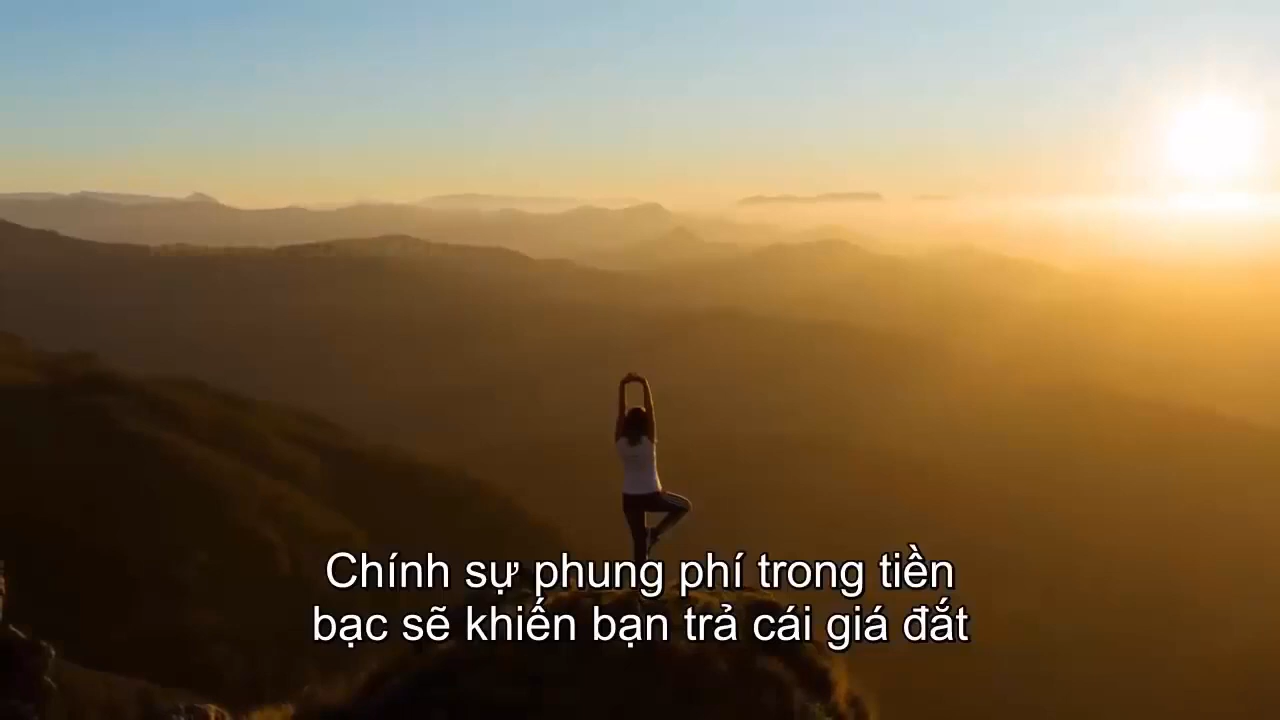 Chính sự phung phí trong tiền
bạc sẽ khiến bạn trả cái giá đắt